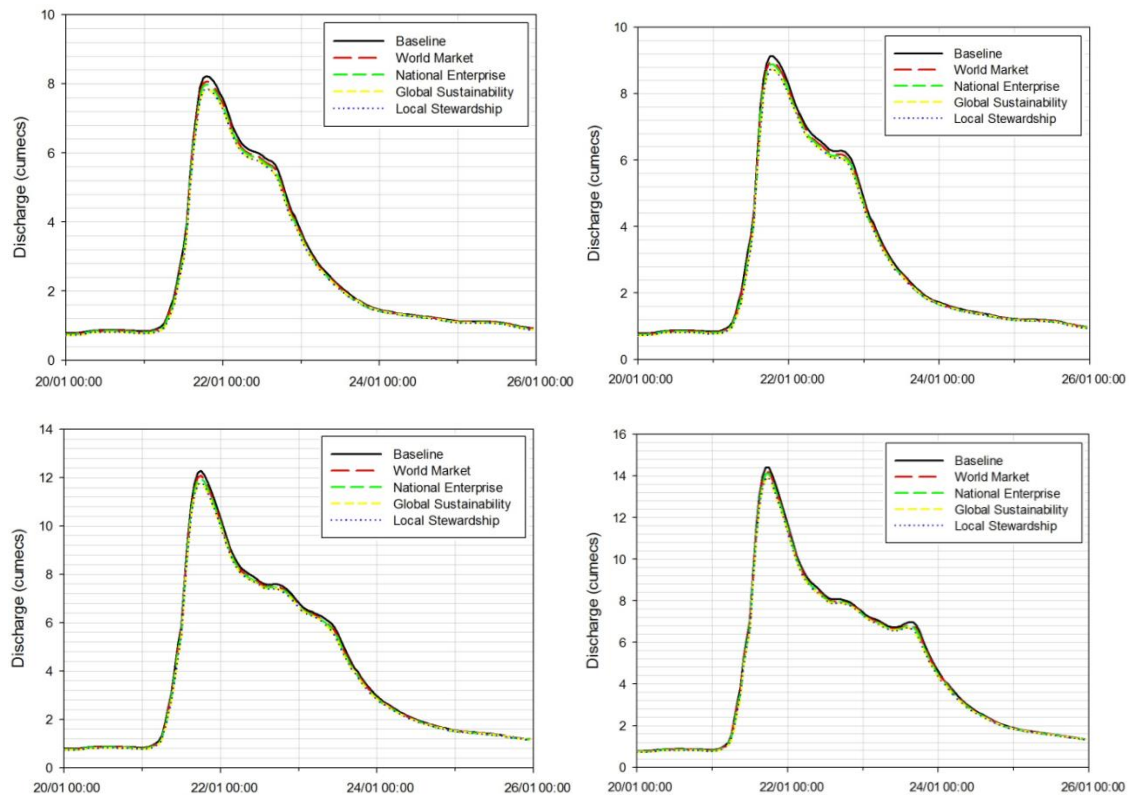 10
8
6
4
2
0
Discharge (cumecs)
Baseline
World Market
National Enterprise
Global Sustainability
Local Stewardship
20/01 00:00 22/01 00:00 24/01 00:00 26/01 00:00
10
8
6
4
2
0
Discharge (cumecs)
Baseline
World Market
National Enterprise
Global Sustainability
Local Stewardship
20/01 00:00 22/01 00:00 24/01 00:00 26/01 00:00
14
12
10
8
6
4
2
0
Discharge (cumecs)
Baseline
World Market
National Enterprise
Global Sustainability
Local Stewardship
20/01 00:00 22/01 00:00 24/01 00:00 26/01 00:00
16
14
12
10
8
6
4
2
0
Discharge (cumecs)
Baseline
World Market
National Enterprise
Global Sustainability
Local Stewardship
20/01 00:00 22/01 00:00 24/01 00:00 26/01 00:00